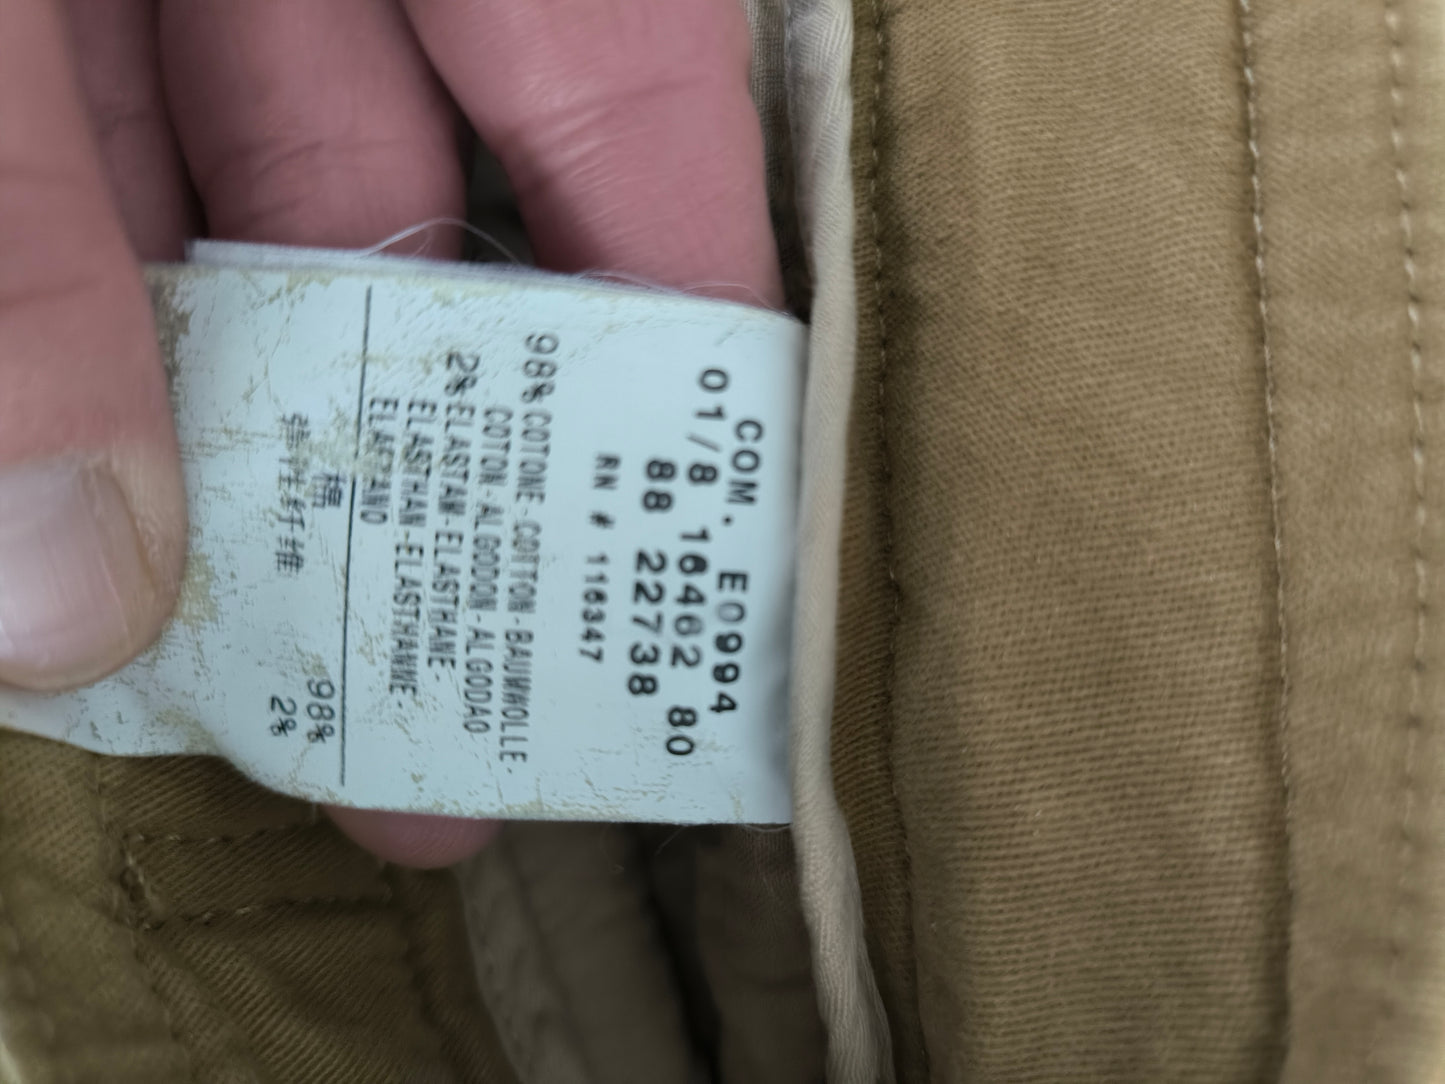 COM. E0994
01/8 16462 80
88 22738
RN # 116347
98% COTONE-COTTON-BAUMWOLLE-
COTON-ALGODON-ALGODAO
2% ELASTAN-ELASTHANE-
ELASTHAN-ELASTHANNE-
ELASTANO
棉 98%
弹性纤维 2%